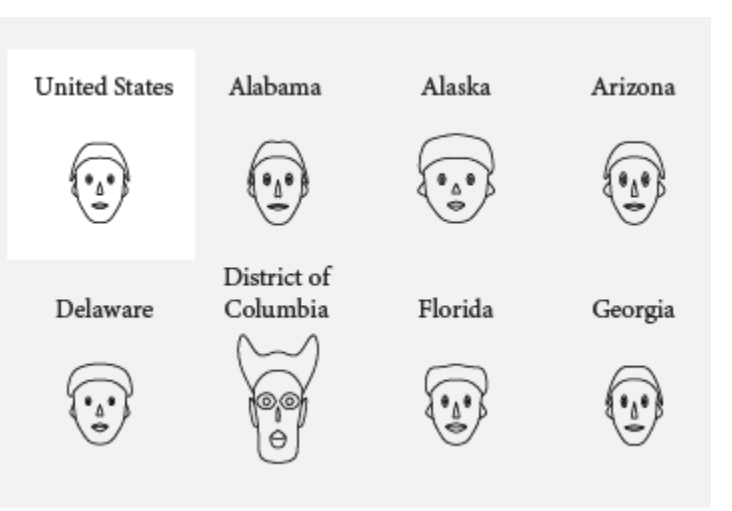 United States
Alabama
Alaska
Arizona
Delaware
District of
Columbia
Florida
Georgia